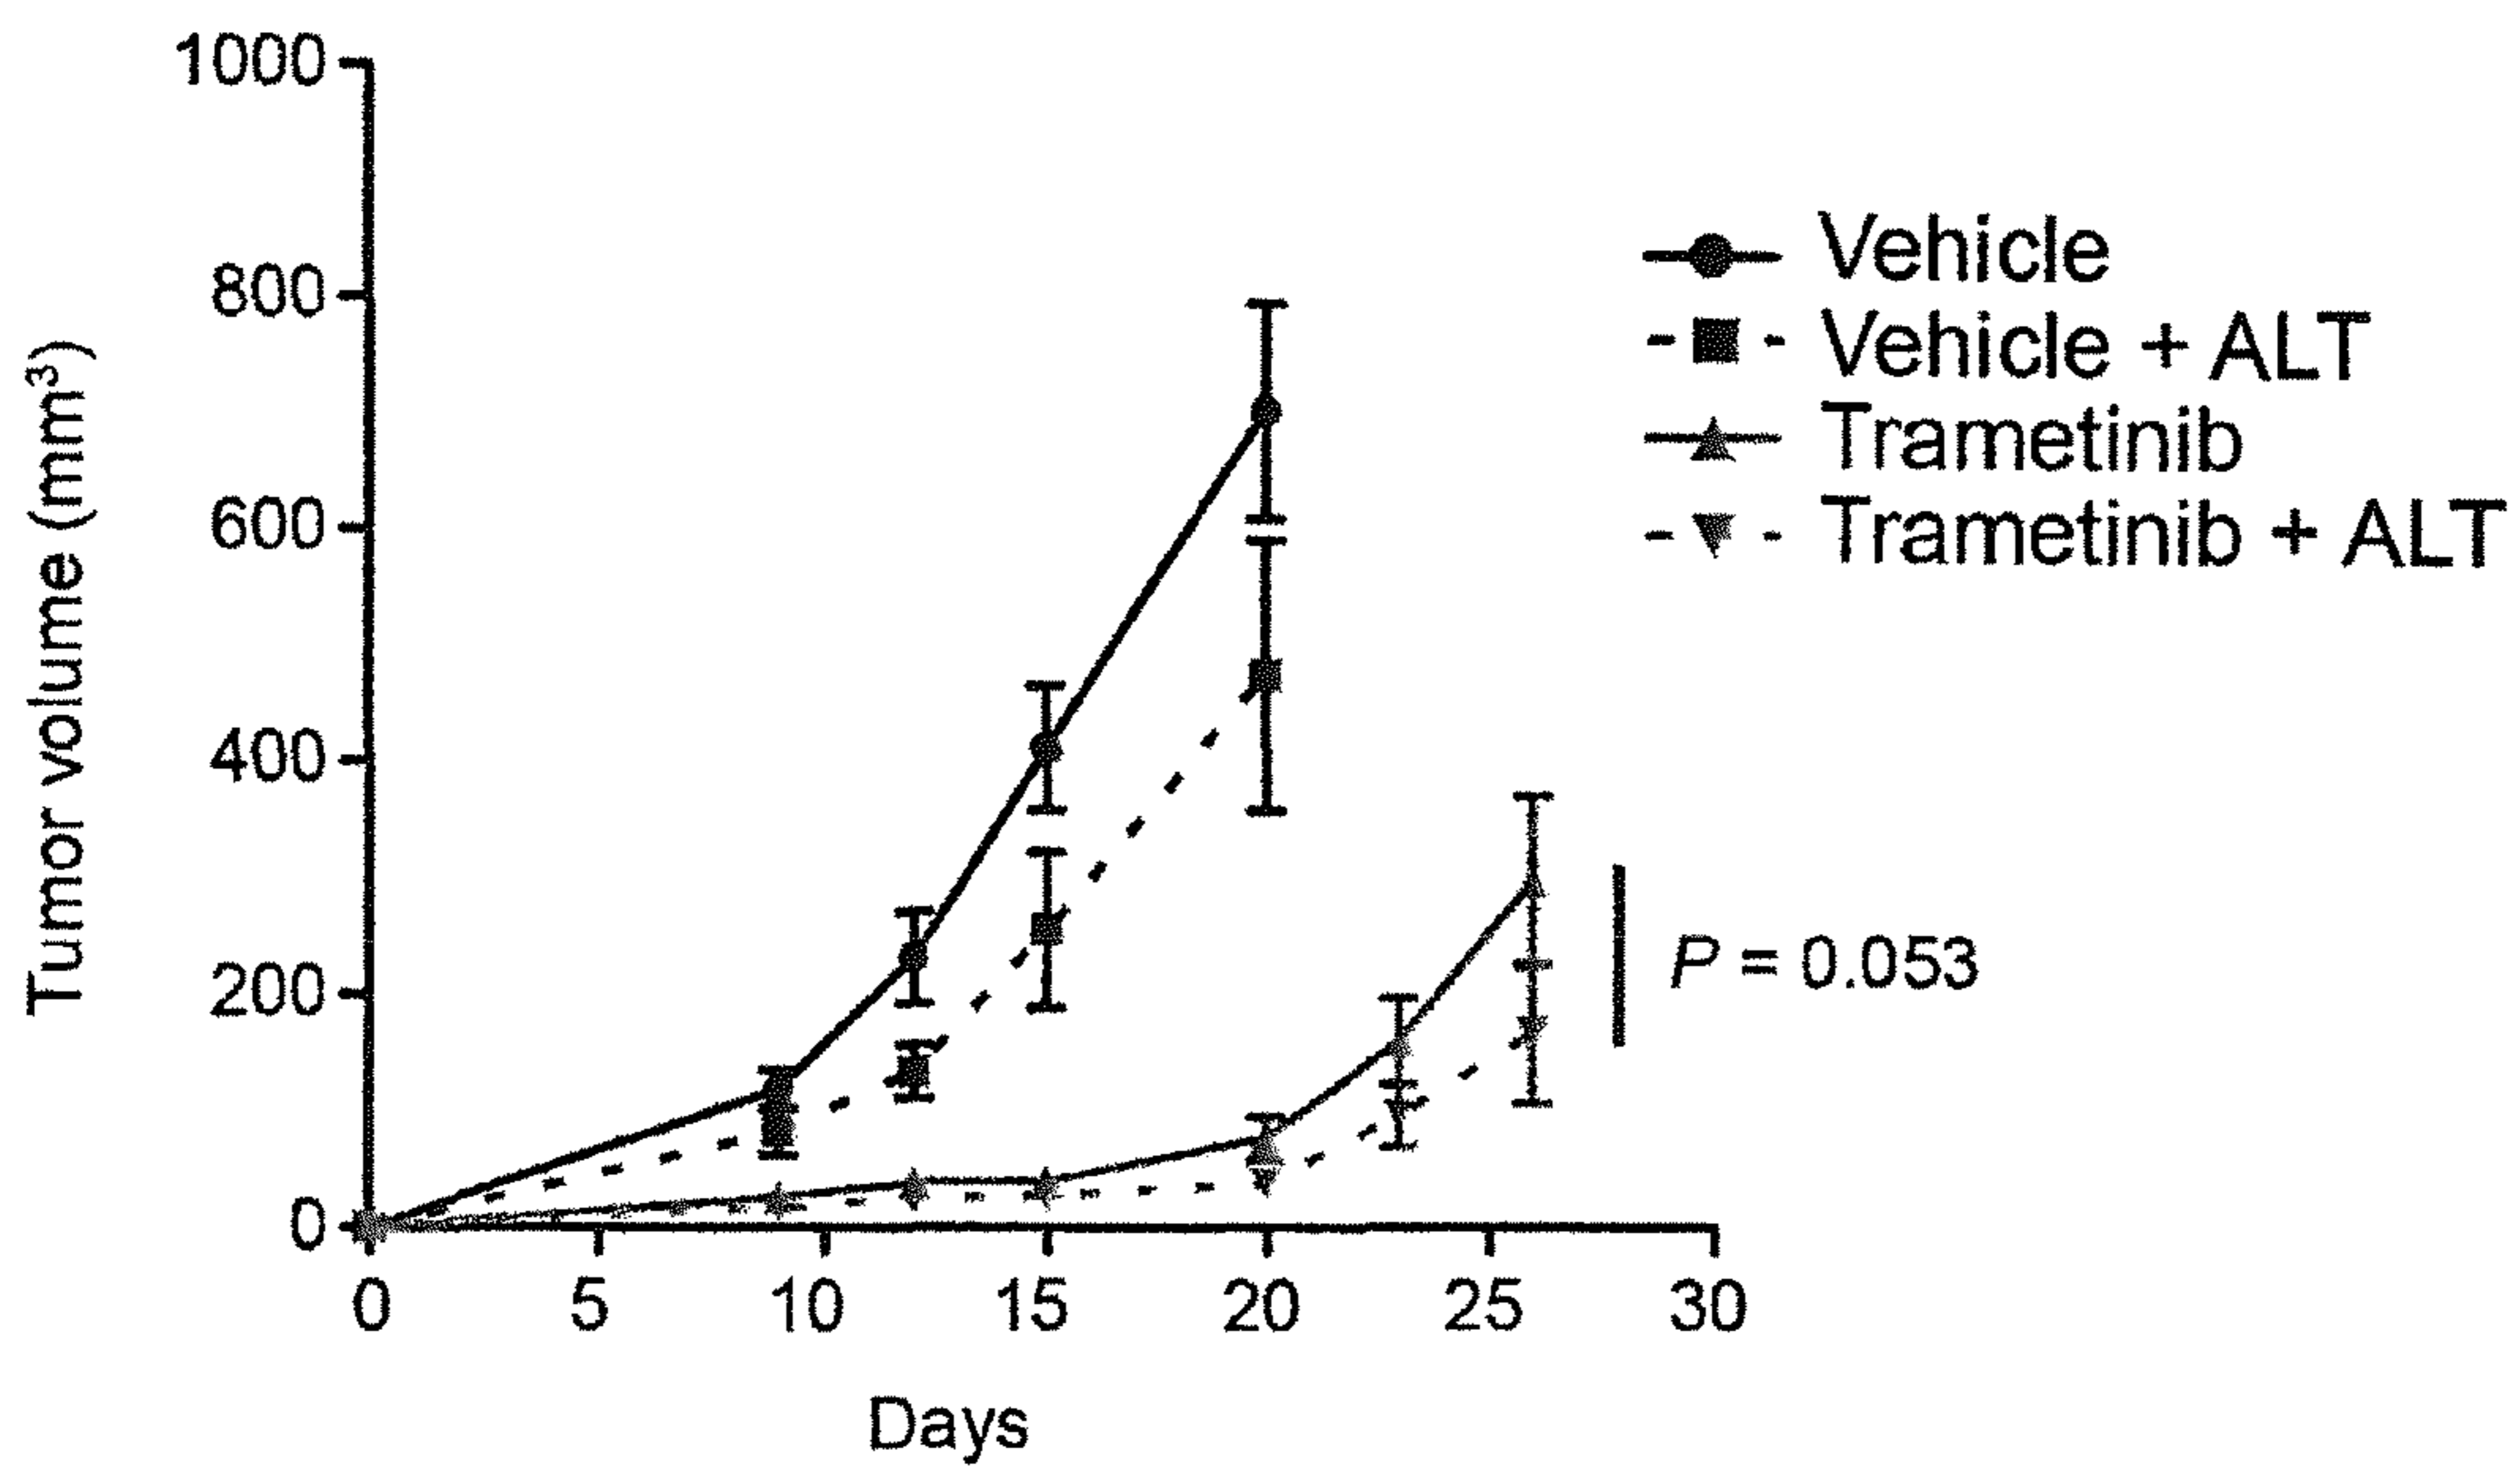 1000
800
600
400
200
0
Tumor volume (mm³)
0 5 10 15 20 25 30
Days
Vehicle
Vehicle + ALT
Trametinib
Trametinib + ALT
P = 0.053